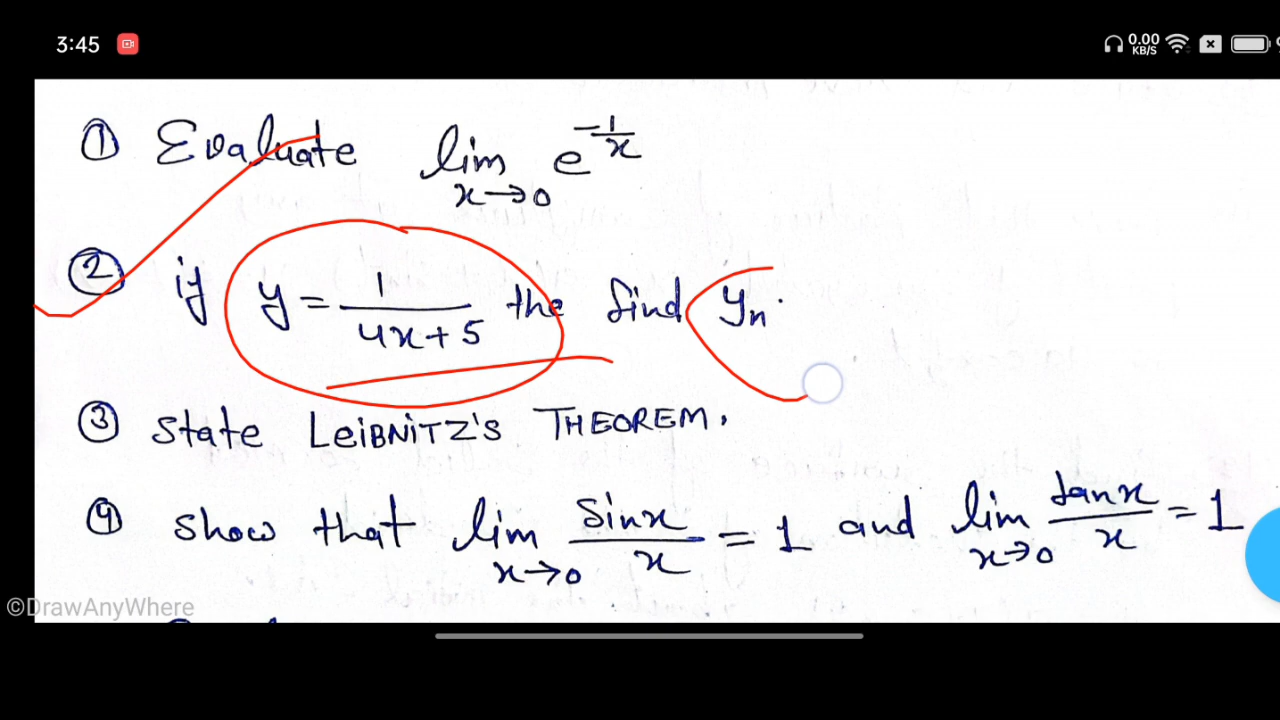 3:45 0.00 KB/S
① Evaluate lim x→0 e^(-1/x)
② if y = 1/(4x+5) the find yn.
③ state LEiBNiTZ'S THEOREM.
④ show that lim x→0 sinx/x = 1 and lim x→0 tanx/x = 1
©DrawAnyWhere